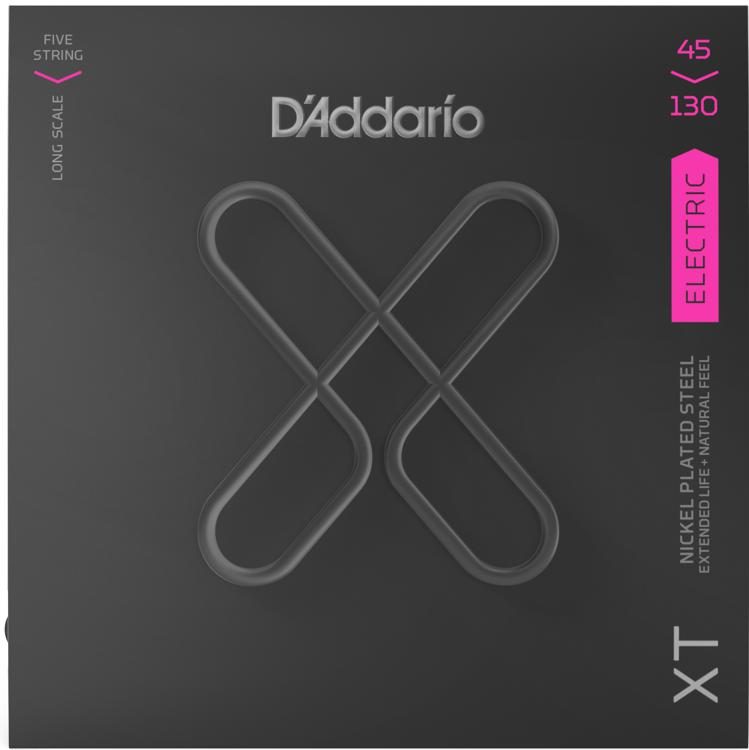 FIVE
STRING
LONG SCALE
D'Addario
45
130
ELECTRIC
NICKEL PLATED STEEL
EXTENDED LIFE + NATURAL FEEL
XT